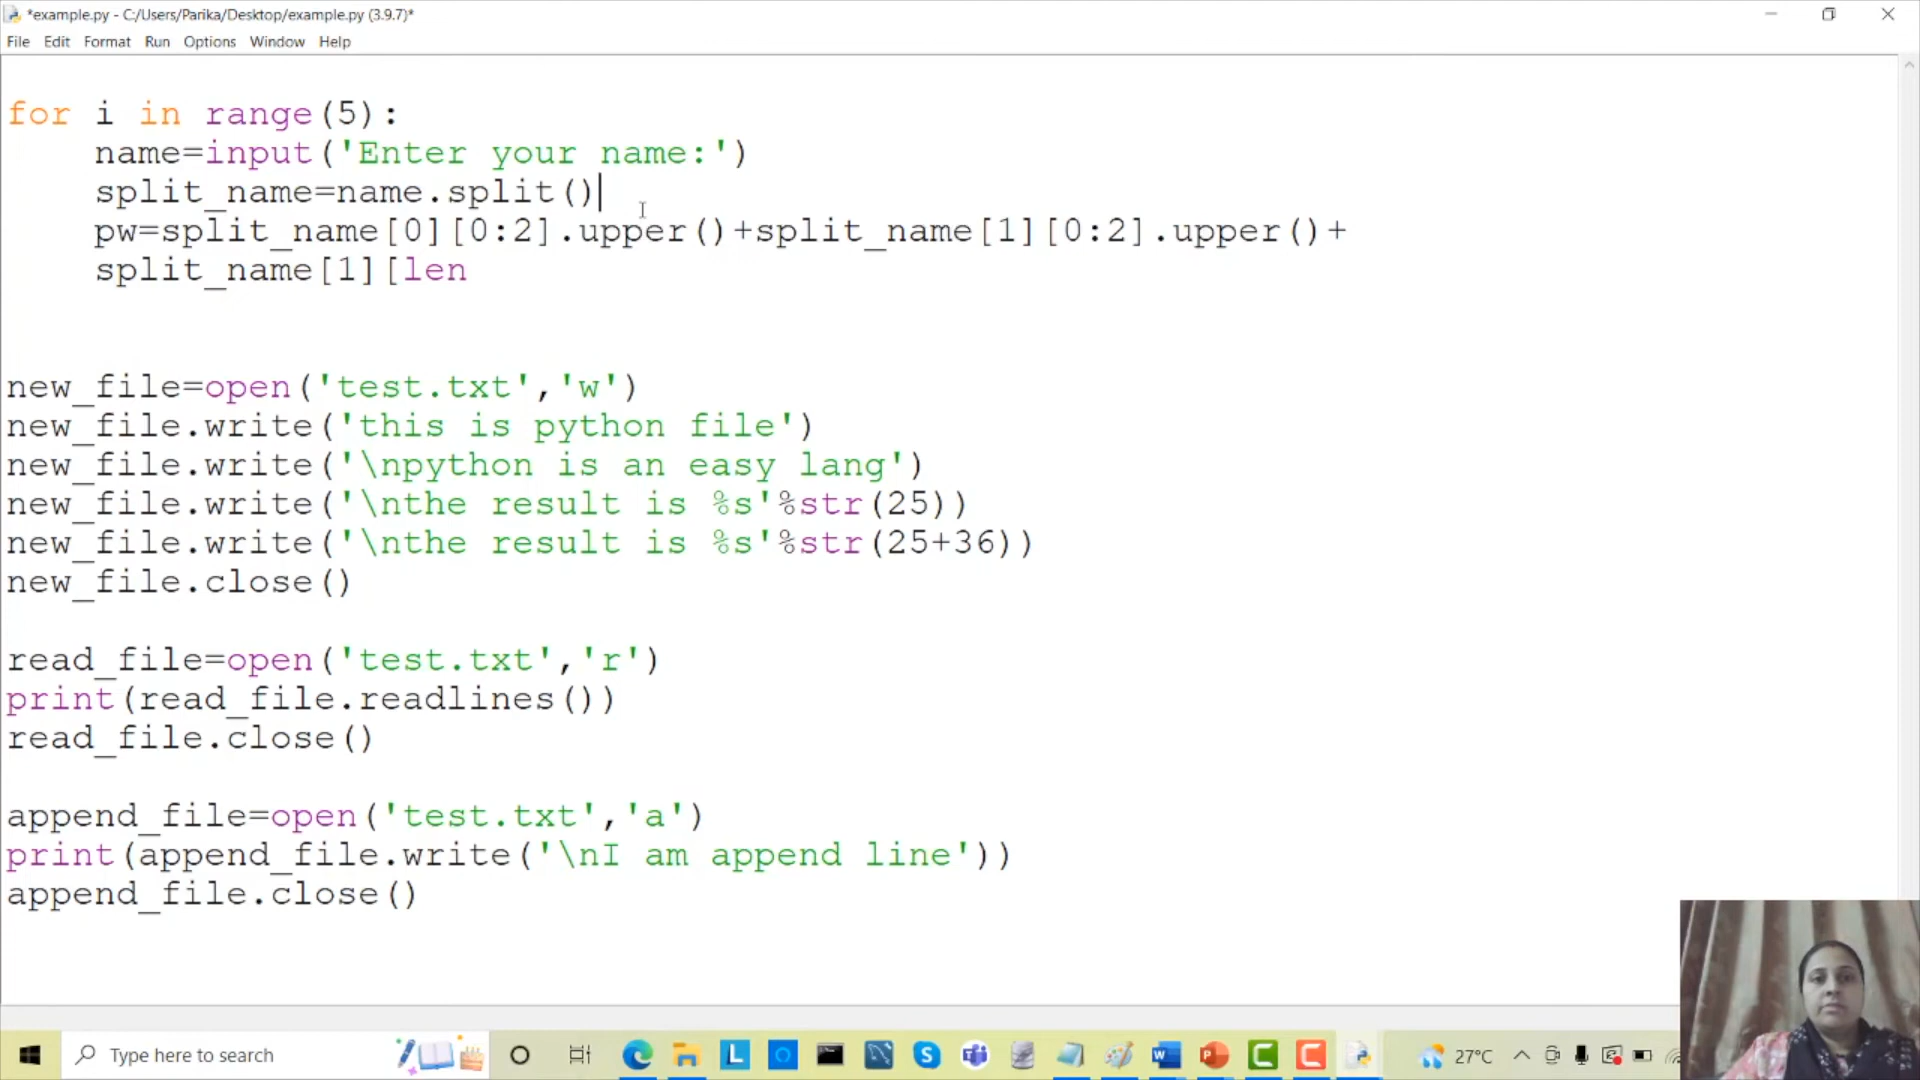 *example.py - C:/Users/Parika/Desktop/example.py (3.9.7)*
File Edit Format Run Options Window Help
for i in range(5):
    name=input('Enter your name:')
    split_name=name.split()
    pw=split_name[0][0:2].upper()+split_name[1][0:2].upper()+
    split_name[1][len
new_file=open('test.txt','w')
new_file.write('this is python file')
new_file.write('\npython is an easy lang')
new_file.write('\nthe result is %s'%str(25))
new_file.write('\nthe result is %s'%str(25+36))
new_file.close()
read_file=open('test.txt','r')
print(read_file.readlines())
read_file.close()
append_file=open('test.txt','a')
print(append_file.write('\nI am append line'))
append_file.close()
Type here to search
27°C